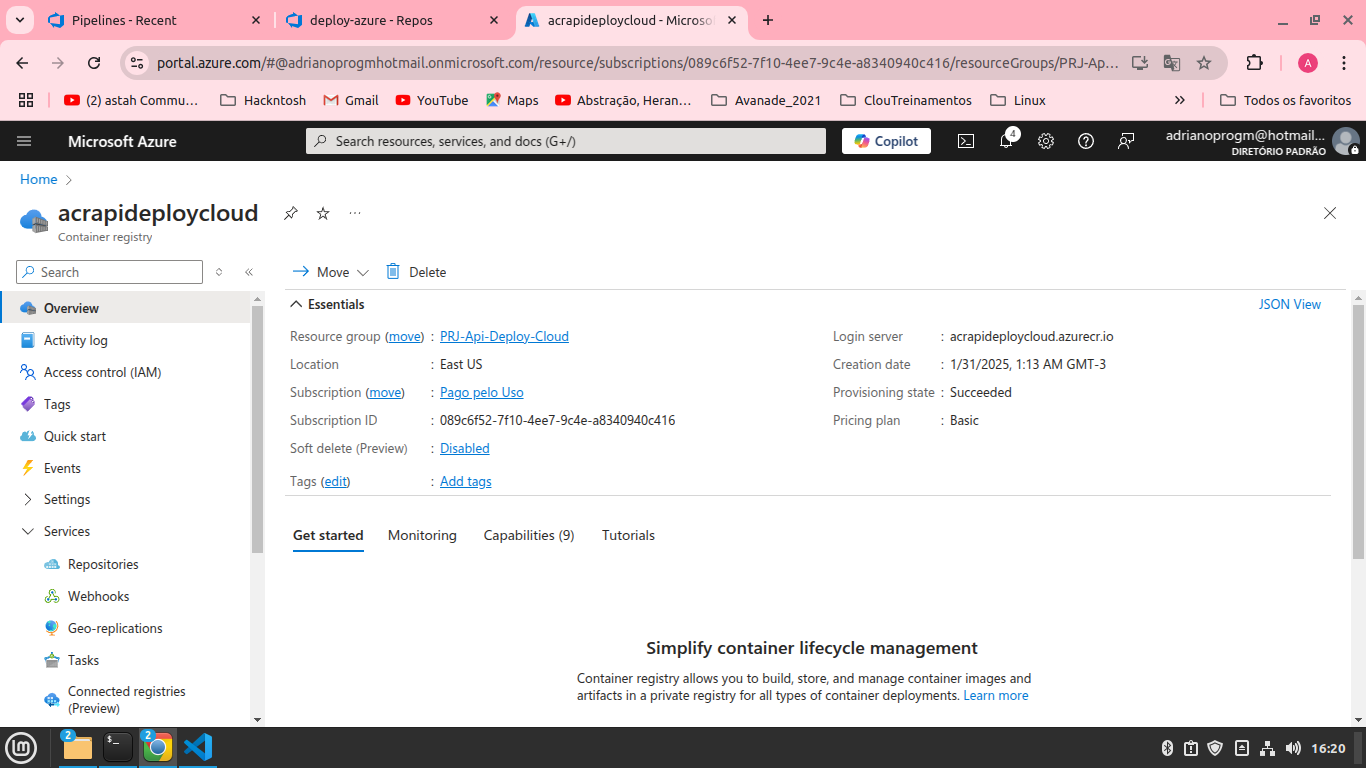 Pipelines - Recent
deploy-azure - Repos
acrapideploycloud - Microso
portal.azure.com/#@adrianoprogmhotmail.onmicrosoft.com/resource/subscriptions/089c6f52-7f10-4ee7-9c4e-a8340940c416/resourceGroups/PRJ-Ap...
A
(2) astah Commu...
Hackntosh
Gmail
YouTube
Maps
Abstração, Heran...
Avanade_2021
ClouTreinamentos
Linux
»
Todos os favoritos
Microsoft Azure
Search resources, services, and docs (G+/)
Copilot
4
adrianoprogm@hotmail....
DIRETÓRIO PADRÃO
Home
acrapideploycloud
Container registry
Search
Move
Delete
Overview
Activity log
Access control (IAM)
Tags
Quick start
Events
Settings
Services
Repositories
Webhooks
Geo-replications
Tasks
Connected registries
(Preview)
Essentials
JSON View
Resource group (move) : PRJ-Api-Deploy-Cloud
Location : East US
Subscription (move) : Pago pelo Uso
Subscription ID : 089c6f52-7f10-4ee7-9c4e-a8340940c416
Soft delete (Preview) : Disabled
Tags (edit) : Add tags
Login server : acrapideploycloud.azurecr.io
Creation date : 1/31/2025, 1:13 AM GMT-3
Provisioning state : Succeeded
Pricing plan : Basic
Get started
Monitoring
Capabilities (9)
Tutorials
Simplify container lifecycle management
Container registry allows you to build, store, and manage container images and
artifacts in a private registry for all types of container deployments. Learn more
2
$_
2
16:20